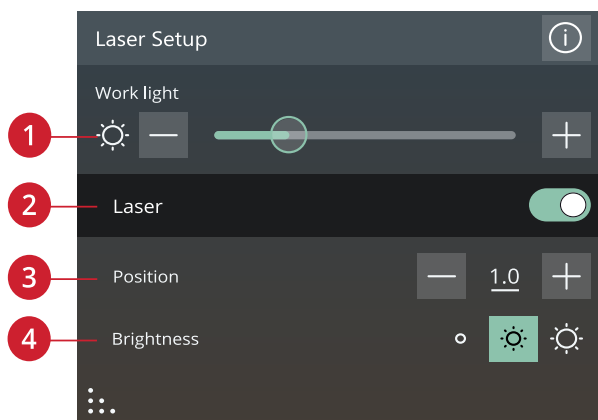 Laser Setup
Work light
1
2 Laser
3 Position 1.0
4 Brightness